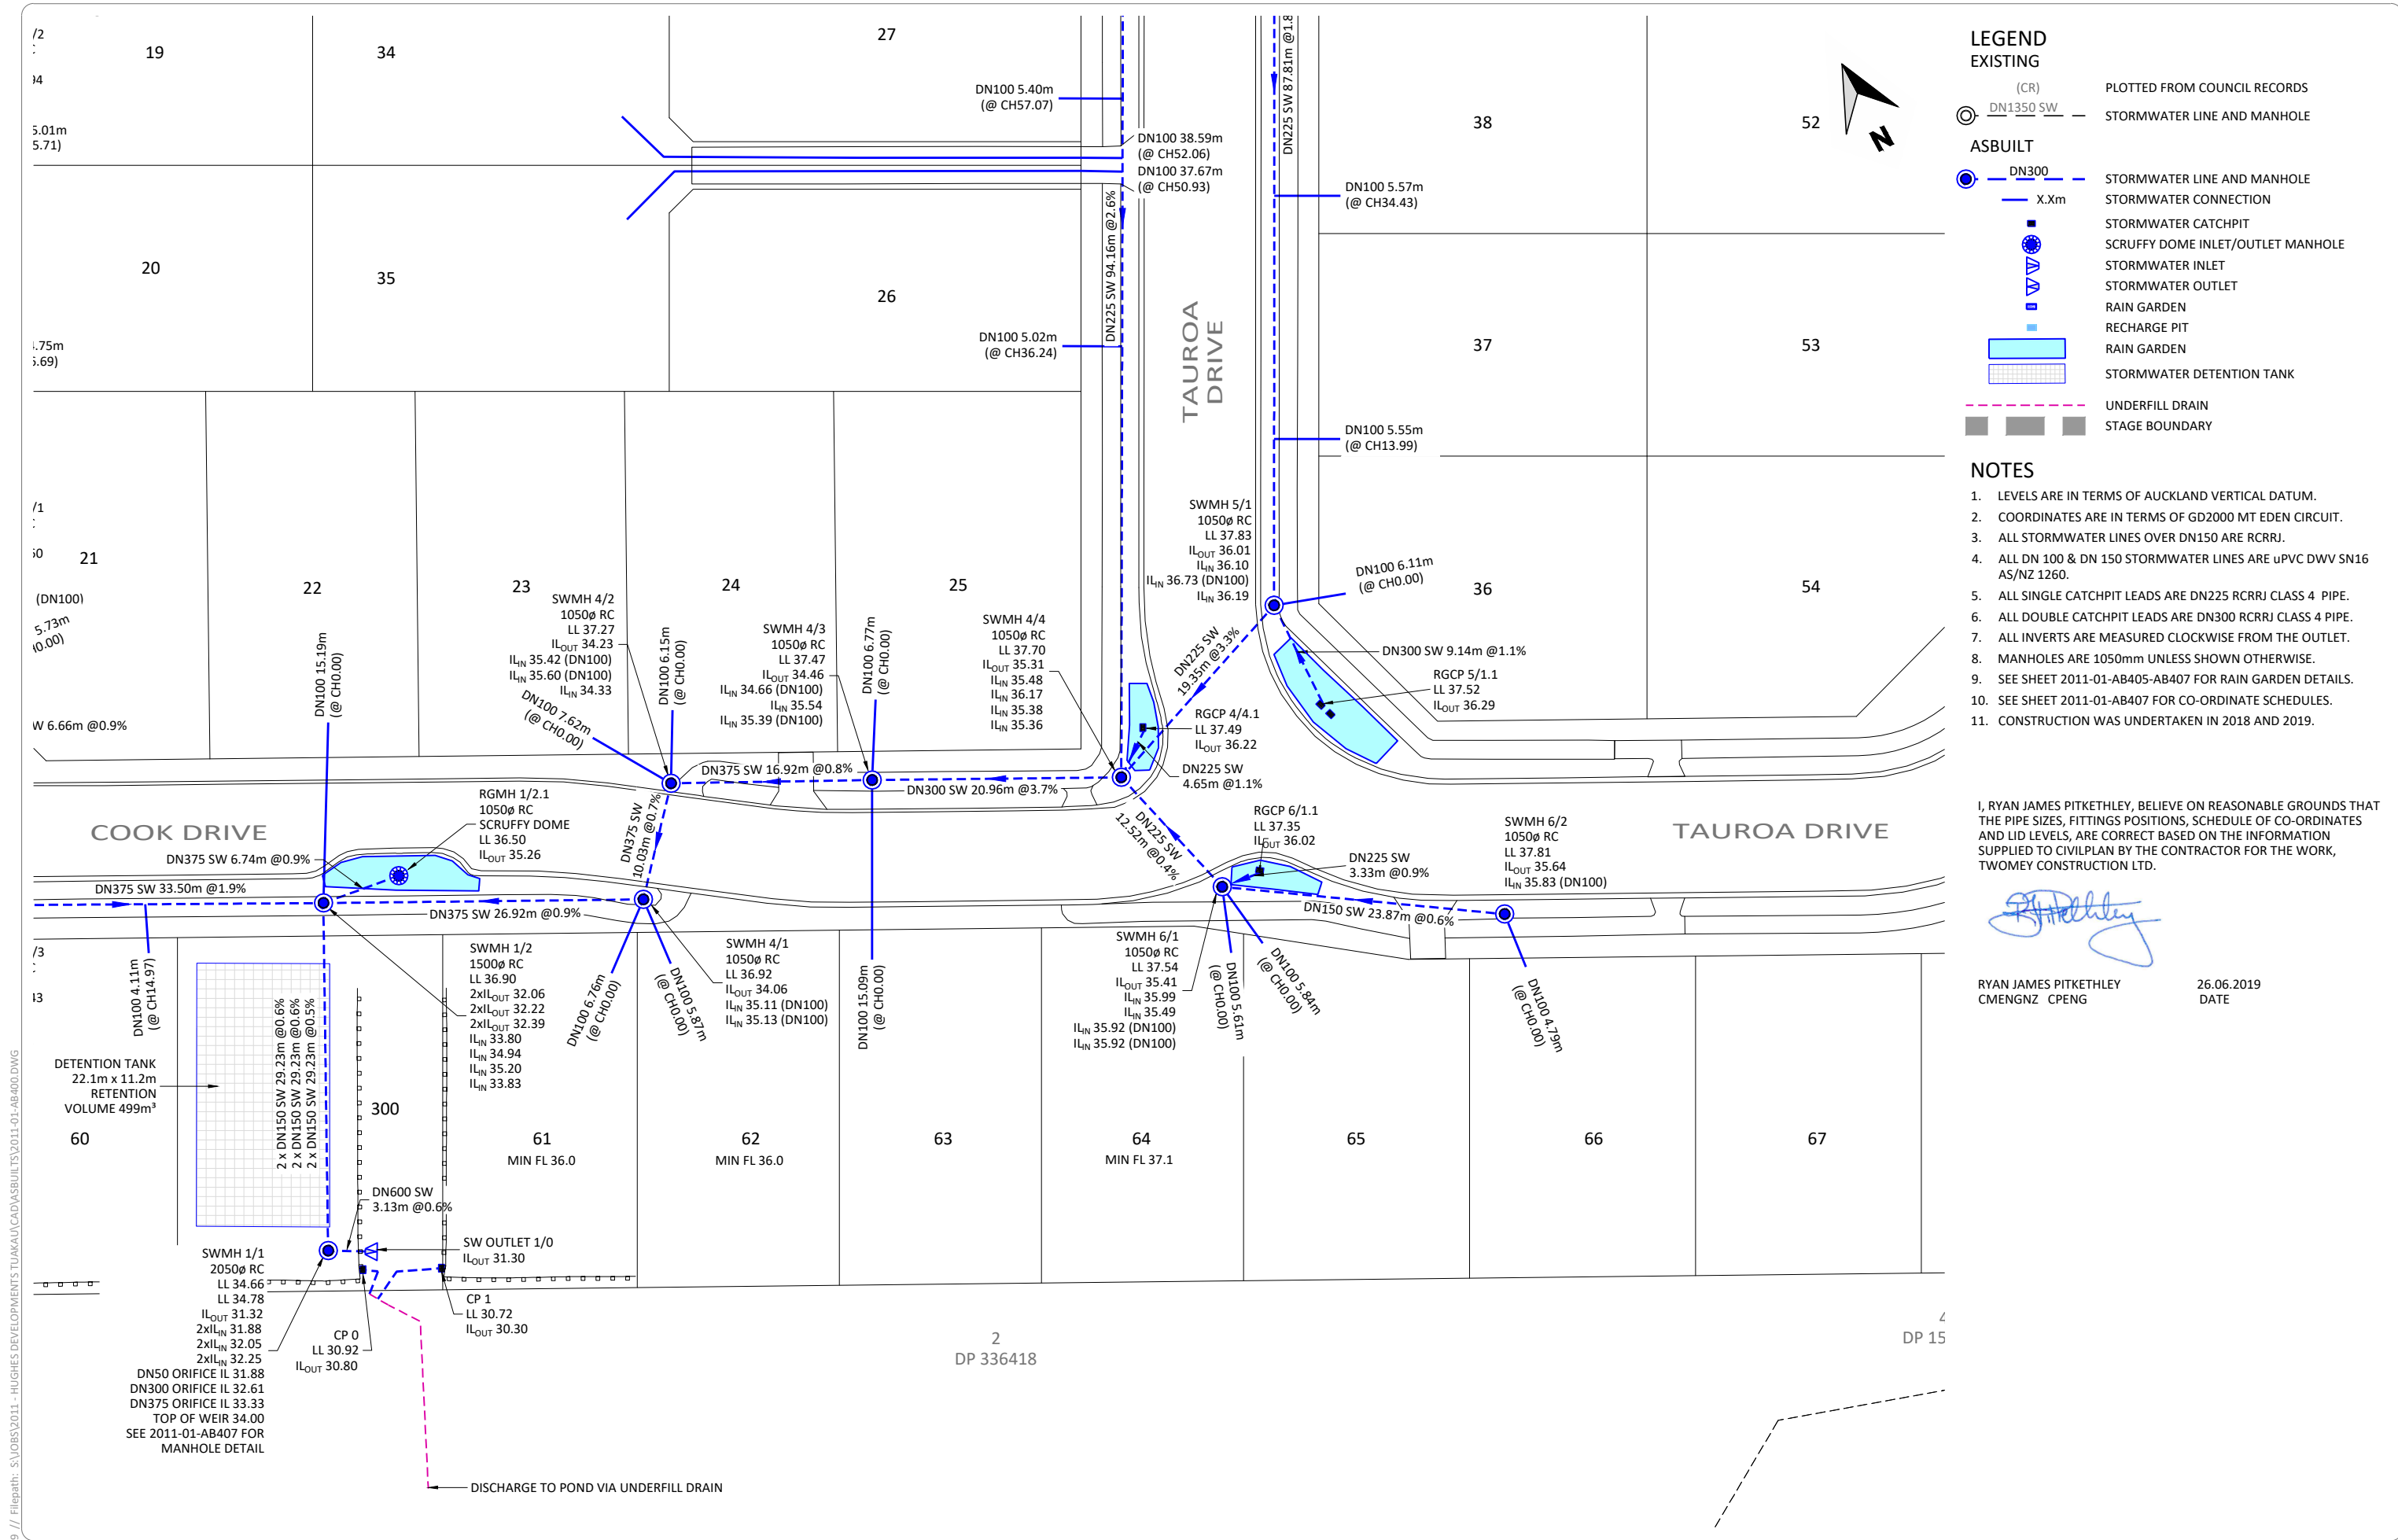 /2
19
34
27
94
5.01m
5.71)
DN100 5.40m
(@ CH57.07)
DN100 38.59m
(@ CH52.06)
DN100 37.67m
(@ CH50.93)
DN225 SW 87.81m @1.8
38
52
20
35
26
DN225 SW 94.16m @2.6%
DN100 5.57m
(@ CH34.43)
.75m
5.69)
DN100 5.02m
(@ CH36.24)
TAUROA
DRIVE
37
53
DN100 5.55m
(@ CH13.99)
/1
21
(DN100)
5.73m
W 6.66m @0.9%
22
23
24
25
36
54
DN100 15.19m
(@ CH0.00)
SWMH 4/2
1050ø RC
LL 37.27
ILOUT 34.23
ILIN 35.42 (DN100)
ILIN 35.60 (DN100)
ILIN 34.33
DN100 7.62m
(@ CH0.00)
DN100 6.15m
(@ CH0.00)
SWMH 4/3
1050ø RC
LL 37.47
ILOUT 34.46
ILIN 34.66 (DN100)
ILIN 35.54
ILIN 35.39 (DN100)
DN100 6.77m
(@ CH0.00)
SWMH 4/4
1050ø RC
LL 37.70
ILOUT 35.31
ILIN 35.48
ILIN 36.17
ILIN 35.38
ILIN 35.36
SWMH 5/1
1050ø RC
LL 37.83
ILOUT 36.01
ILIN 36.10
ILIN 36.73 (DN100)
ILIN 36.19
DN100 6.11m
(@ CH0.00)
DN225 SW
19.35m @3.3%
DN300 SW 9.14m @1.1%
RGCP 5/1.1
LL 37.52
ILOUT 36.29
RGCP 4/4.1
LL 37.49
ILOUT 36.22
DN225 SW
4.65m @1.1%
DN375 SW 16.92m @0.8%
DN300 SW 20.96m @3.7%
DN375 SW
10.03m @0.7%
DN225 SW
12.52m @0.4%
COOK DRIVE
RGMH 1/2.1
1050ø RC
SCRUFFY DOME
LL 36.50
ILOUT 35.26
DN375 SW 6.74m @0.9%
DN375 SW 33.50m @1.9%
DN375 SW 26.92m @0.9%
RGCP 6/1.1
LL 37.35
ILOUT 36.02
DN225 SW
3.33m @0.9%
SWMH 6/2
1050ø RC
LL 37.81
ILOUT 35.64
ILIN 35.83 (DN100)
TAUROA DRIVE
DN150 SW 23.87m @0.6%
/3
DN100 4.11m
(@ CH14.97)
SWMH 1/2
1500ø RC
LL 36.90
2xILOUT 32.06
2xILOUT 32.22
2xILOUT 32.39
ILIN 33.80
ILIN 34.94
ILIN 35.20
ILIN 33.83
DN100 6.76m
(@ CH0.00)
DN100 5.87m
(@ CH0.00)
SWMH 4/1
1050ø RC
LL 36.92
ILOUT 34.06
ILIN 35.11 (DN100)
ILIN 35.13 (DN100)
DN100 15.09m
(@ CH0.00)
SWMH 6/1
1050ø RC
LL 37.54
ILOUT 35.41
ILIN 35.99
ILIN 35.49
ILIN 35.92 (DN100)
ILIN 35.92 (DN100)
DN100 5.61m
(@ CH0.00)
DN100 5.84m
(@ CH0.00)
DN100 4.79m
(@ CH0.00)
DETENTION TANK
22.1m x 11.2m
RETENTION
VOLUME 499m³
2 x DN150 SW 29.23m @0.6%
2 x DN150 SW 29.23m @0.6%
2 x DN150 SW 29.23m @0.5%
60
300
61
MIN FL 36.0
62
MIN FL 36.0
63
64
MIN FL 37.1
65
66
67
DN600 SW
3.13m @0.6%
SW OUTLET 1/0
ILOUT 31.30
SWMH 1/1
2050ø RC
LL 34.66
LL 34.78
ILOUT 31.32
2xILIN 31.88
2xILIN 32.05
2xILIN 32.25
DN50 ORIFICE IL 31.88
DN300 ORIFICE IL 32.61
DN375 ORIFICE IL 33.33
TOP OF WEIR 34.00
SEE 2011-01-AB407 FOR
MANHOLE DETAIL
CP 0
LL 30.92
ILOUT 30.80
CP 1
LL 30.72
ILOUT 30.30
2
DP 336418
DP 15
DISCHARGE TO POND VIA UNDERFILL DRAIN
9 // Filepath: S:\JOBS\2011 - HUGHES DEVELOPMENTS TUAKAU\CAD\ASBUILTS\2011-01-AB400.DWG
N
LEGEND
EXISTING
(CR) PLOTTED FROM COUNCIL RECORDS
DN1350 SW STORMWATER LINE AND MANHOLE
ASBUILT
DN300 STORMWATER LINE AND MANHOLE
X.Xm STORMWATER CONNECTION
STORMWATER CATCHPIT
SCRUFFY DOME INLET/OUTLET MANHOLE
STORMWATER INLET
STORMWATER OUTLET
RAIN GARDEN
RECHARGE PIT
RAIN GARDEN
STORMWATER DETENTION TANK
UNDERFILL DRAIN
STAGE BOUNDARY
NOTES
1. LEVELS ARE IN TERMS OF AUCKLAND VERTICAL DATUM.
2. COORDINATES ARE IN TERMS OF GD2000 MT EDEN CIRCUIT.
3. ALL STORMWATER LINES OVER DN150 ARE RCRRJ.
4. ALL DN 100 & DN 150 STORMWATER LINES ARE uPVC DWV SN16
AS/NZ 1260.
5. ALL SINGLE CATCHPIT LEADS ARE DN225 RCRRJ CLASS 4 PIPE.
6. ALL DOUBLE CATCHPIT LEADS ARE DN300 RCRRJ CLASS 4 PIPE.
7. ALL INVERTS ARE MEASURED CLOCKWISE FROM THE OUTLET.
8. MANHOLES ARE 1050mm UNLESS SHOWN OTHERWISE.
9. SEE SHEET 2011-01-AB405-AB407 FOR RAIN GARDEN DETAILS.
10. SEE SHEET 2011-01-AB407 FOR CO-ORDINATE SCHEDULES.
11. CONSTRUCTION WAS UNDERTAKEN IN 2018 AND 2019.
I, RYAN JAMES PITKETHLEY, BELIEVE ON REASONABLE GROUNDS THAT
THE PIPE SIZES, FITTINGS POSITIONS, SCHEDULE OF CO-ORDINATES
AND LID LEVELS, ARE CORRECT BASED ON THE INFORMATION
SUPPLIED TO CIVILPLAN BY THE CONTRACTOR FOR THE WORK,
TWOMEY CONSTRUCTION LTD.
RYAN JAMES PITKETHLEY 26.06.2019
CMENGNZ CPENG DATE